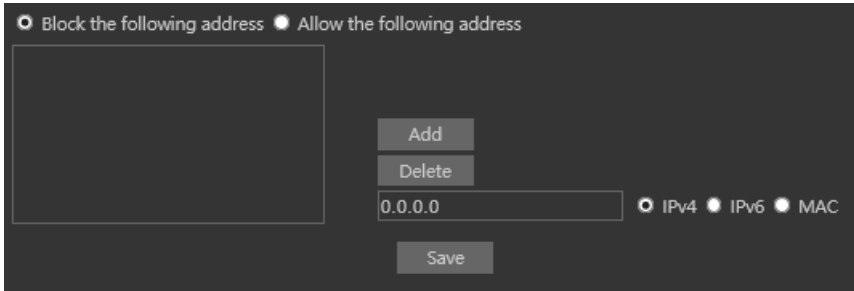 Block the following address Allow the following address
Add
Delete
0.0.0.0 IPv4 IPv6 MAC
Save